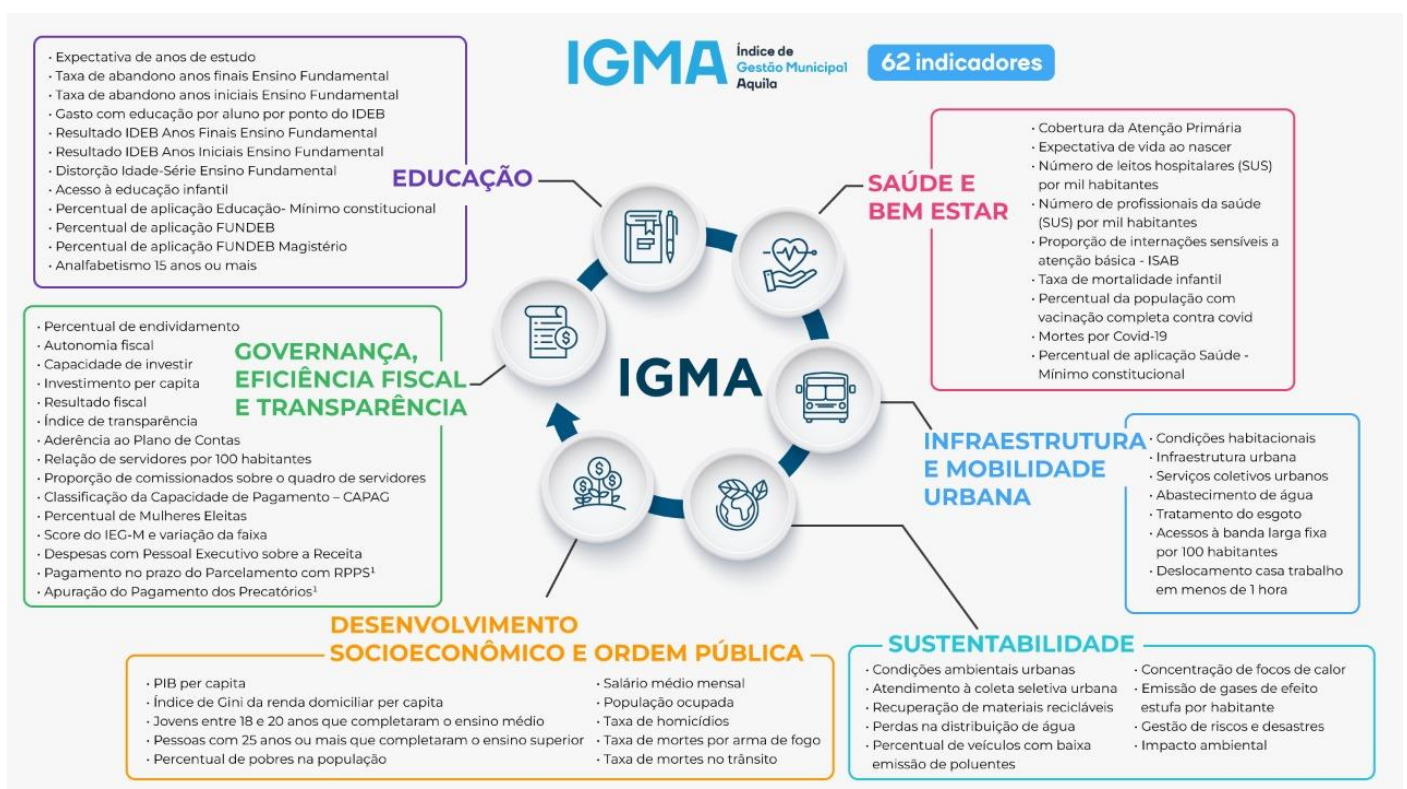 IGMA
Índice de
Gestão Municipal
Aquila
62 indicadores
· Expectativa de anos de estudo
· Taxa de abandono anos finais Ensino Fundamental
· Taxa de abandono anos iniciais Ensino Fundamental
· Gasto com educação por aluno por ponto do IDEB
· Resultado IDEB Anos Finais Ensino Fundamental
· Resultado IDEB Anos Iniciais Ensino Fundamental
· Distorção Idade-Série Ensino Fundamental
· Acesso à educação infantil
· Percentual de aplicação Educação- Mínimo constitucional
· Percentual de aplicação FUNDEB
· Percentual de aplicação FUNDEB Magistério
· Analfabetismo 15 anos ou mais
EDUCAÇÃO
SAÚDE E
BEM ESTAR
· Cobertura da Atenção Primária
· Expectativa de vida ao nascer
· Número de leitos hospitalares (SUS)
por mil habitantes
· Número de profissionais da saúde
(SUS) por mil habitantes
· Proporção de internações sensíveis a
atenção básica - ISAB
· Taxa de mortalidade infantil
· Percentual da população com
vacinação completa contra covid
· Mortes por Covid-19
· Percentual de aplicação Saúde -
Mínimo constitucional
· Percentual de endividamento
· Autonomia fiscal
· Capacidade de investir
· Investimento per capita
· Resultado fiscal
· Índice de transparência
· Aderência ao Plano de Contas
· Relação de servidores por 100 habitantes
· Proporção de comissionados sobre o quadro de servidores
· Classificação da Capacidade de Pagamento – CAPAG
· Percentual de Mulheres Eleitas
· Score do IEG-M e variação da faixa
· Despesas com Pessoal Executivo sobre a Receita
· Pagamento no prazo do Parcelamento com RPPS¹
· Apuração do Pagamento dos Precatórios¹
GOVERNANÇA,
EFICIÊNCIA FISCAL
E TRANSPARÊNCIA
IGMA
INFRAESTRUTURA
E MOBILIDADE
URBANA
· Condições habitacionais
· Infraestrutura urbana
· Serviços coletivos urbanos
· Abastecimento de água
· Tratamento do esgoto
· Acessos à banda larga fixa
por 100 habitantes
· Deslocamento casa trabalho
em menos de 1 hora
DESENVOLVIMENTO
SOCIOECONÔMICO E ORDEM PÚBLICA
· PIB per capita
· Índice de Gini da renda domiciliar per capita
· Jovens entre 18 e 20 anos que completaram o ensino médio
· Pessoas com 25 anos ou mais que completaram o ensino superior
· Percentual de pobres na população
· Salário médio mensal
· População ocupada
· Taxa de homicídios
· Taxa de mortes por arma de fogo
· Taxa de mortes no trânsito
SUSTENTABILIDADE
· Condições ambientais urbanas
· Atendimento à coleta seletiva urbana
· Recuperação de materiais recicláveis
· Perdas na distribuição de água
· Percentual de veículos com baixa
emissão de poluentes
· Concentração de focos de calor
· Emissão de gases de efeito
estufa por habitante
· Gestão de riscos e desastres
· Impacto ambiental